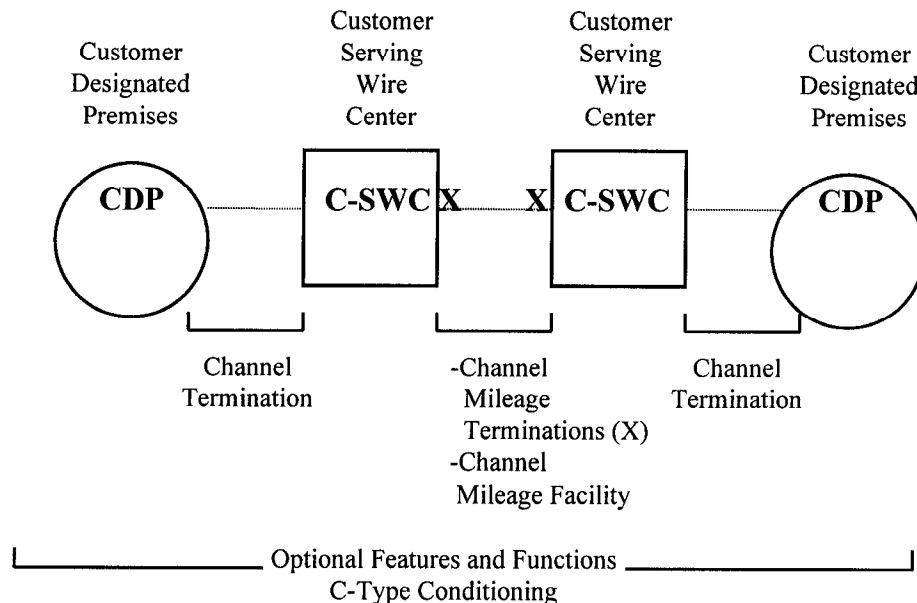 Customer
Designated
Premises
Customer
Serving
Wire
Center
Customer
Serving
Wire
Center
Customer
Designated
Premises
CDP
C-SWC X
X C-SWC
CDP
Channel
Termination
-Channel
Mileage
Terminations (X)
-Channel
Mileage Facility
Channel
Termination
Optional Features and Functions
C-Type Conditioning